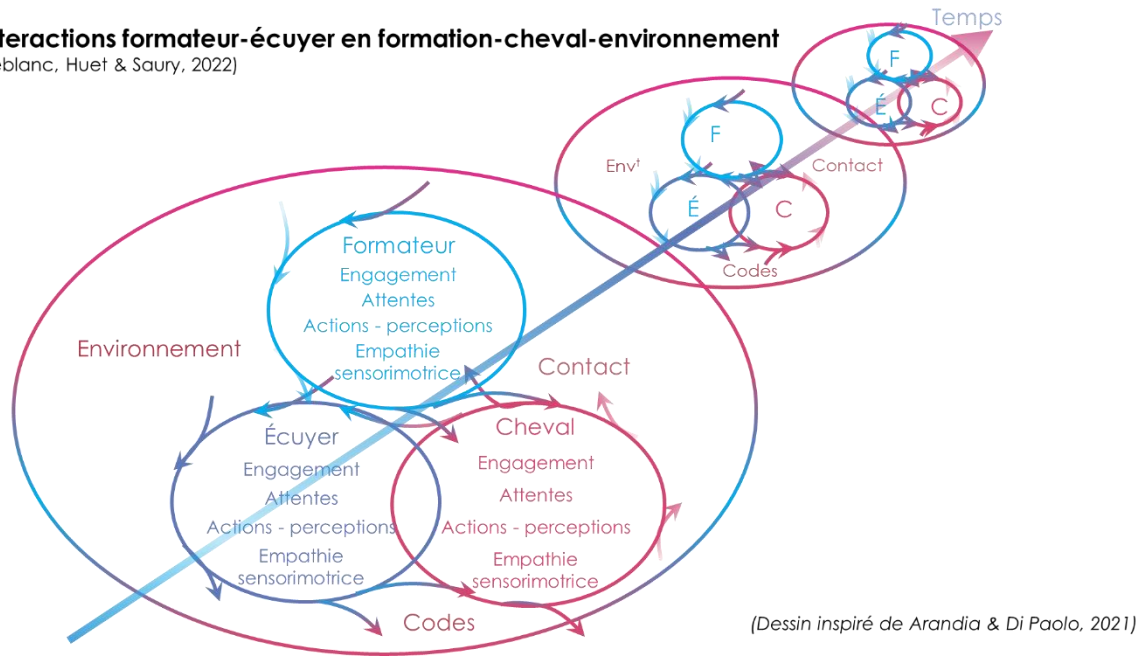 teractions formateur-écuyer en formation-cheval-environnement
eblanc, Huet & Saury, 2022)
Temps
F
É
C
F
Envᵗ
Contact
É
C
Codes
Formateur
Engagement
Attentes
Actions - perceptions
Empathie
sensorimotrice
Environnement
Contact
Écuyer
Engagement
Attentes
Actions - perceptions
Empathie
sensorimotrice
Cheval
Engagement
Attentes
Actions - perceptions
Empathie
sensorimotrice
Codes
(Dessin inspiré de Arandia & Di Paolo, 2021)